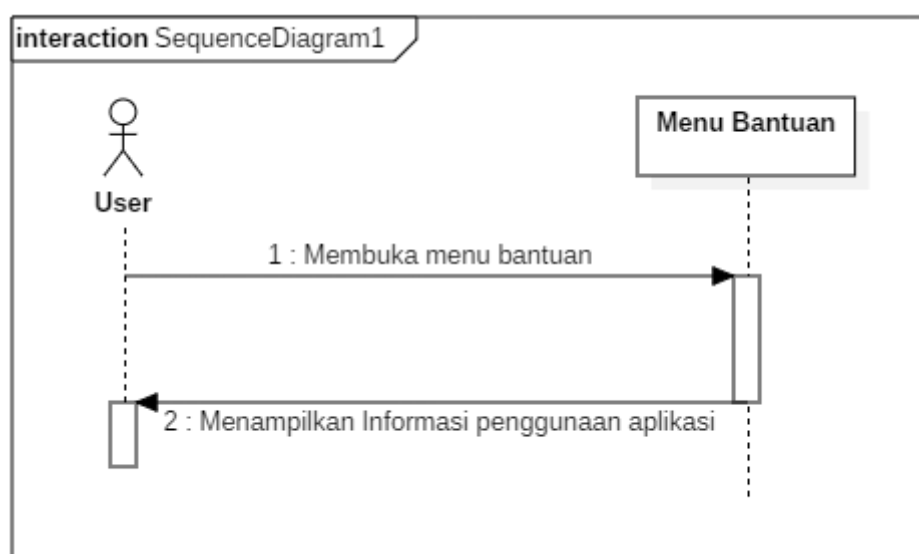 interaction SequenceDiagram1
Menu Bantuan
User
1 : Membuka menu bantuan
2 : Menampilkan Informasi penggunaan aplikasi